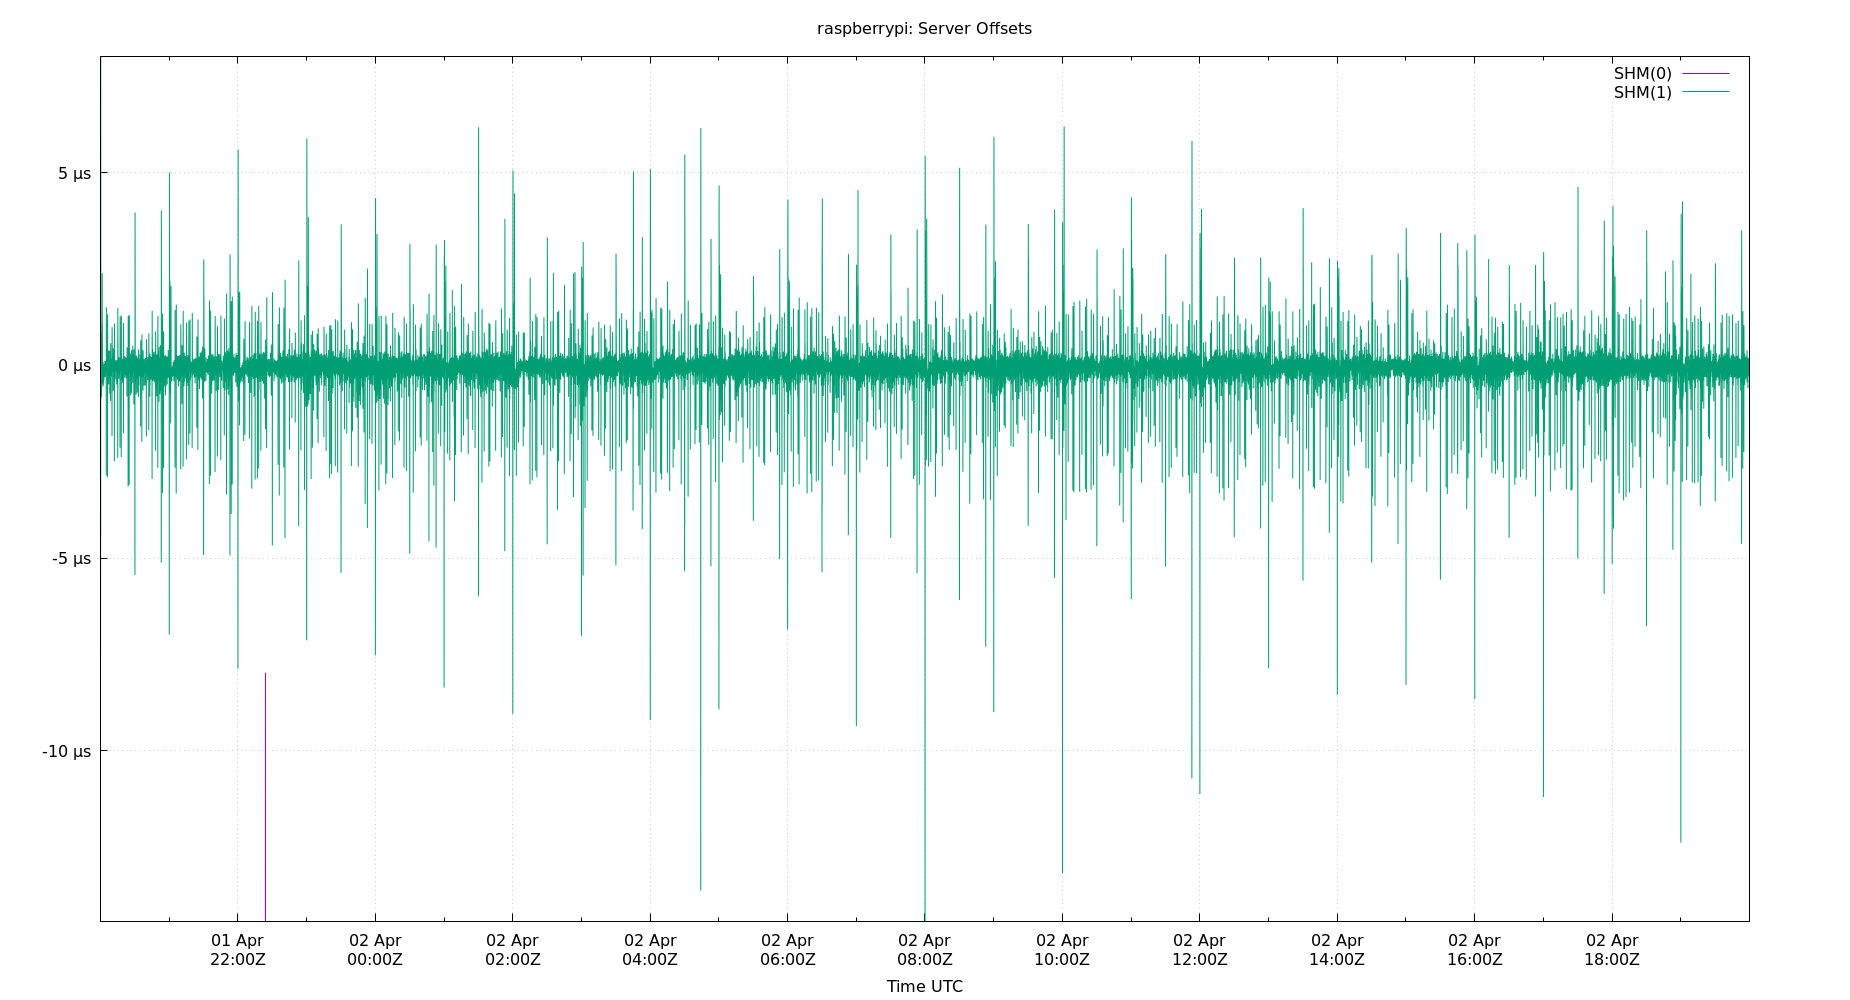 raspberrypi: Server Offsets
SHM(0)
SHM(1)
5 µs
0 µs
-5 µs
-10 µs
01 Apr 02 Apr 02 Apr 02 Apr 02 Apr 02 Apr 02 Apr 02 Apr 02 Apr 02 Apr 02 Apr
22:00Z 00:00Z 02:00Z 04:00Z 06:00Z 08:00Z 10:00Z 12:00Z 14:00Z 16:00Z 18:00Z
Time UTC